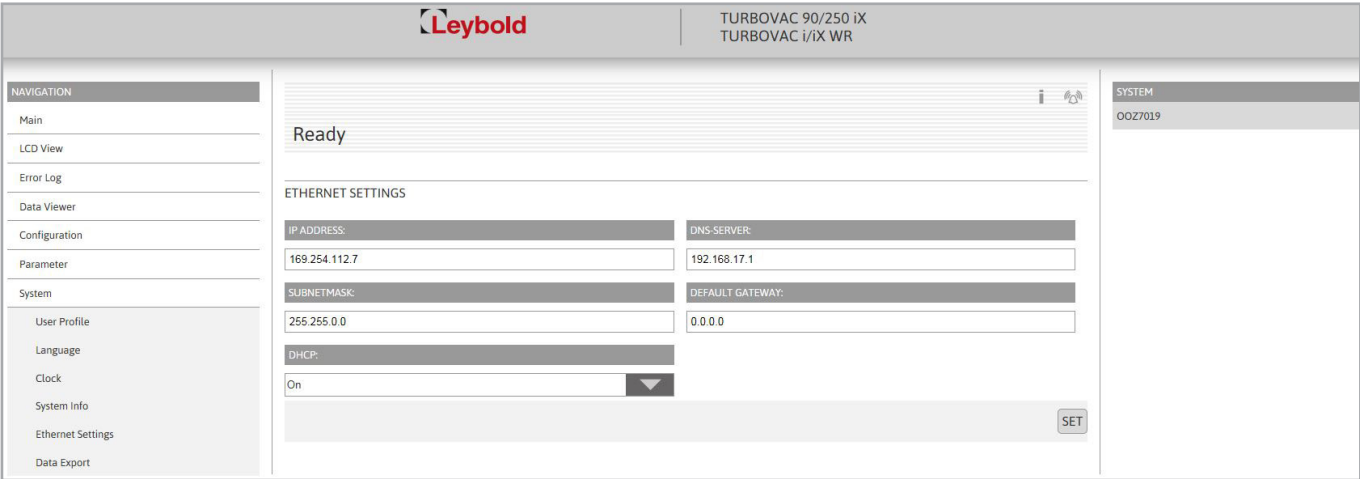 Leybold
TURBOVAC 90/250 iX
TURBOVAC i/iX WR
NAVIGATION
Main
LCD View
Error Log
Data Viewer
Configuration
Parameter
System
User Profile
Language
Clock
System Info
Ethernet Settings
Data Export
i
Ready
ETHERNET SETTINGS
IP ADDRESS:
169.254.112.7
DNS-SERVER:
192.168.17.1
SUBNETMASK:
255.255.0.0
DEFAULT GATEWAY:
0.0.0.0
DHCP:
On
SET
SYSTEM
OOZ7019